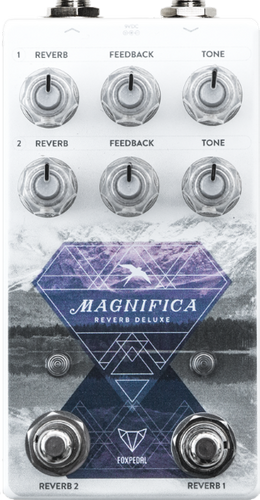 1 REVERB FEEDBACK TONE
2 REVERB FEEDBACK TONE
MAGNIFICA
REVERB DELUXE
FOXPEDAL
REVERB 2 REVERB 1